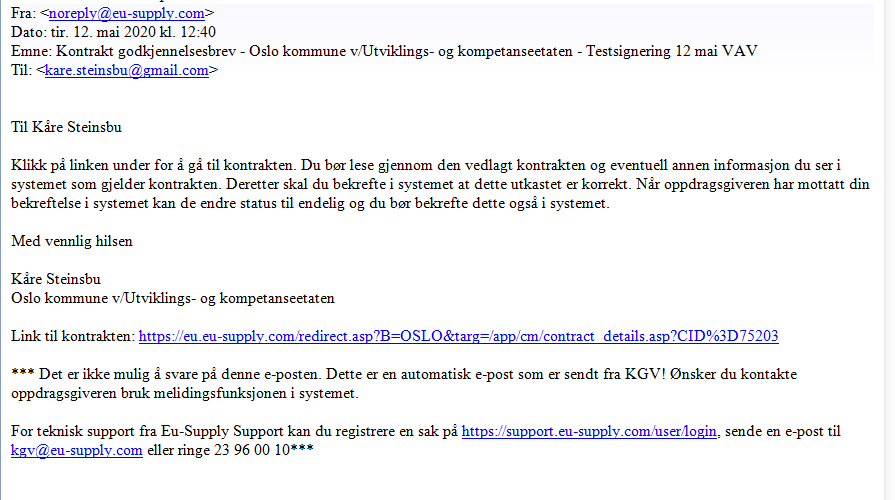 Fra: <noreply@eu-supply.com>
Dato: tir. 12. mai 2020 kl. 12:40
Emne: Kontrakt godkjennelsesbrev - Oslo kommune v/Utviklings- og kompetanseetaten - Testsignering 12 mai VAV
Til: <kare.steinsbu@gmail.com>
Til Kåre Steinsbu
Klikk på linken under for å gå til kontrakten. Du bør lese gjennom den vedlagt kontrakten og eventuell annen informasjon du ser i
systemet som gjelder kontrakten. Deretter skal du bekrefte i systemet at dette utkastet er korrekt. Når oppdragsgiveren har mottatt din
bekreftelse i systemet kan de endre status til endelig og du bør bekrefte dette også i systemet.
Med vennlig hilsen
Kåre Steinsbu
Oslo kommune v/Utviklings- og kompetanseetaten
Link til kontrakten: https://eu.eu-supply.com/redirect.asp?B=OSLO&targ=/app/cm/contract_details.asp?CID%3D75203
*** Det er ikke mulig å svare på denne e-posten. Dette er en automatisk e-post som er sendt fra KGV! Ønsker du kontakte
oppdragsgiveren bruk melidingsfunksjonen i systemet.
For teknisk support fra Eu-Supply Support kan du registrere en sak på https://support.eu-supply.com/user/login, sende en e-post til
kgv@eu-supply.com eller ringe 23 96 00 10***